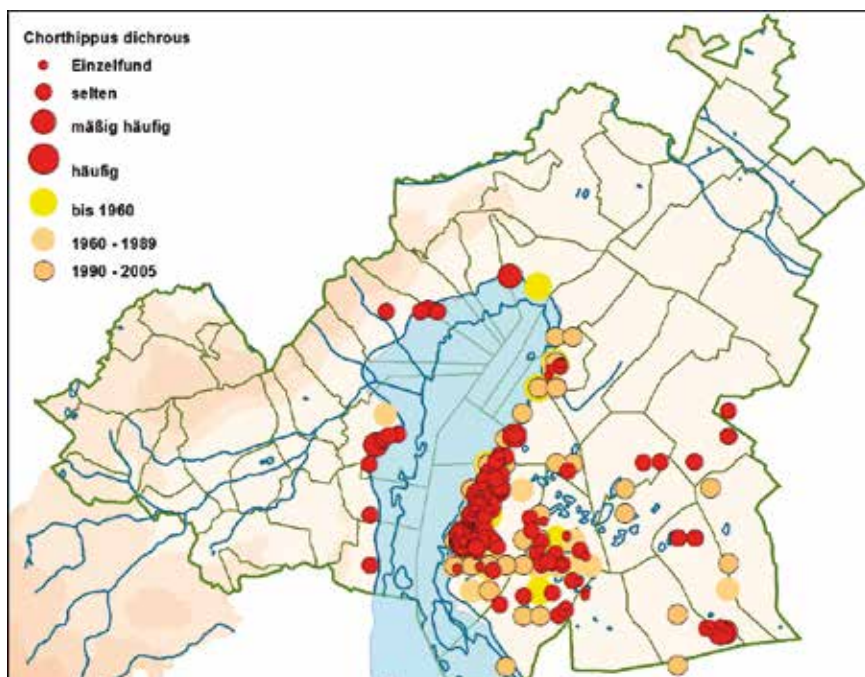 Chorthippus dichrous
Einzelfund
selten
mäßig häufig
häufig
bis 1960
1960 - 1989
1990 - 2005